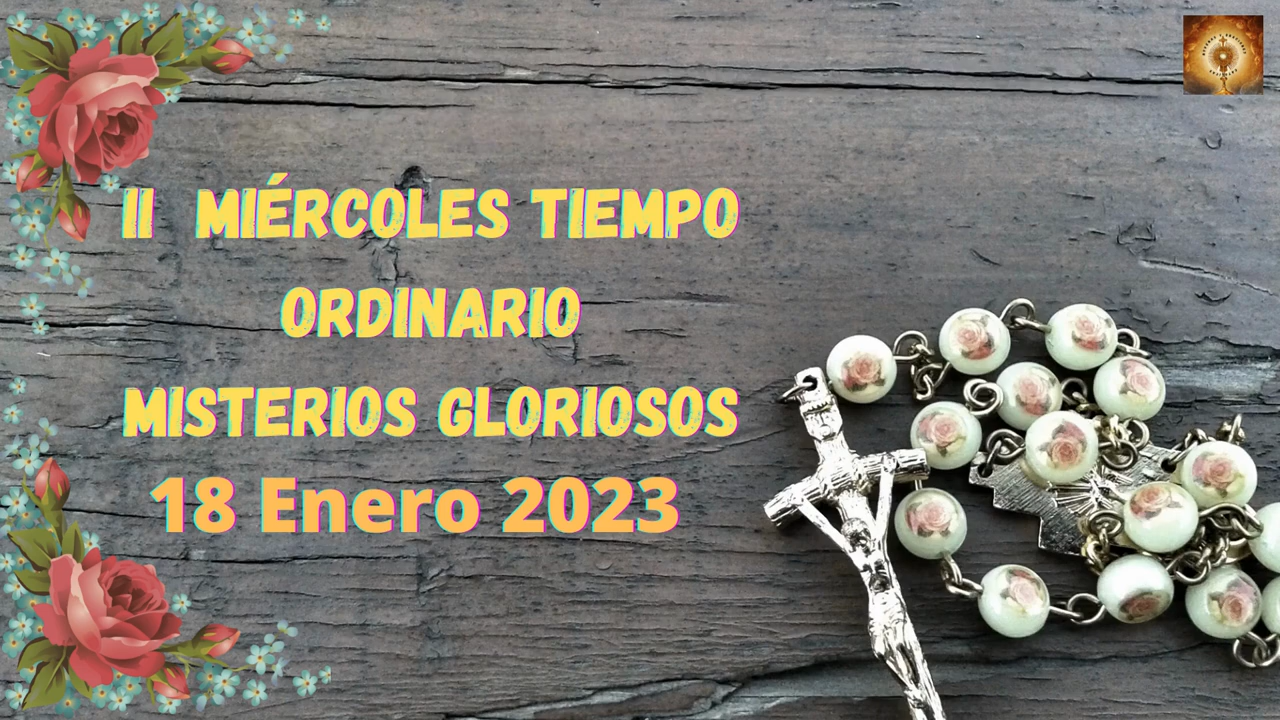 II MIÉRCOLES TIEMPO
ORDINARIO
MISTERIOS GLORIOSOS
18 Enero 2023